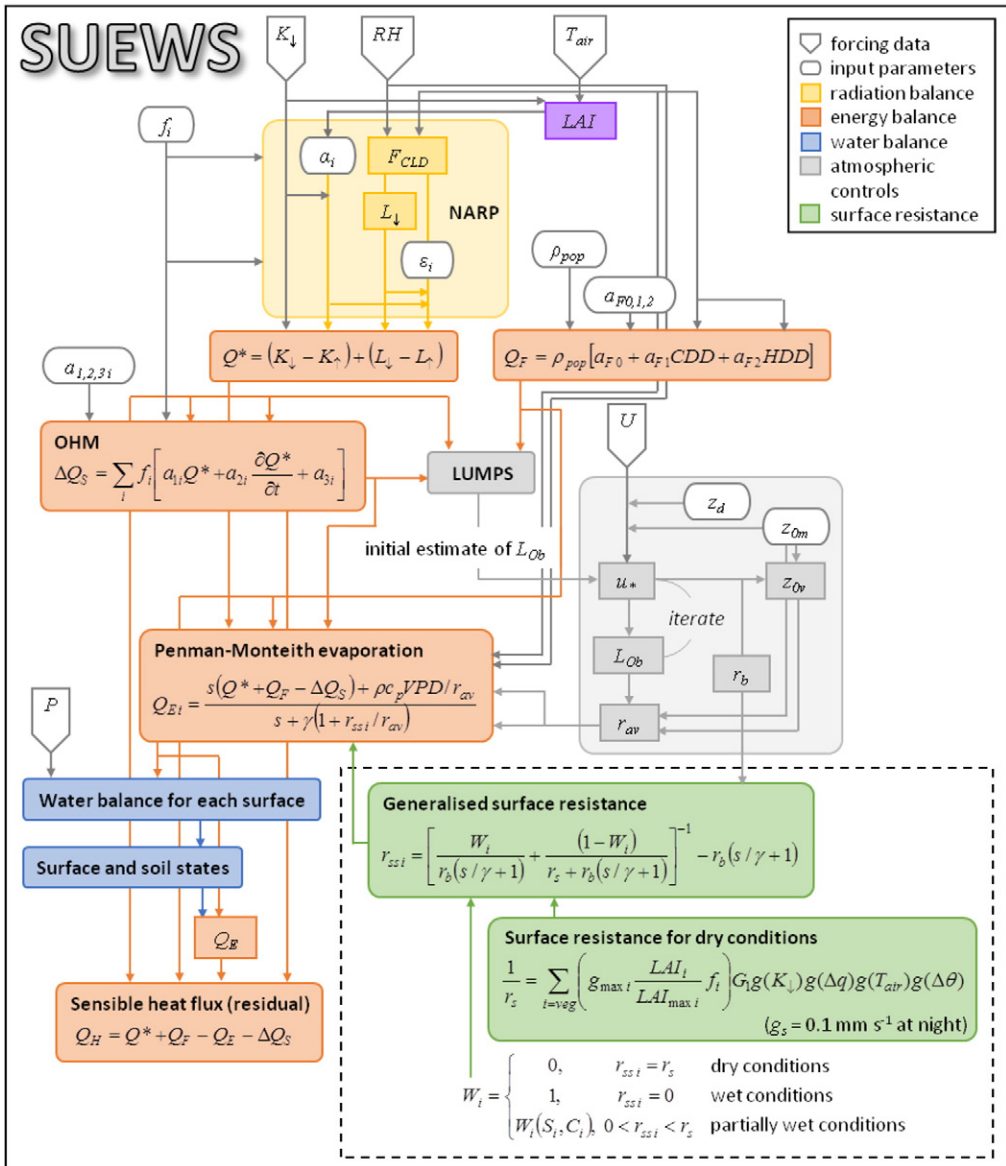 SUEWS
K↓
RH
T_air
forcing data
input parameters
radiation balance
energy balance
water balance
atmospheric
controls
surface resistance
f_i
LAI
α_i
F_CLD
L↓
NARP
ε_i
ρ_pop
a_F0,1,2
a_1,2,3i
Q* = (K↓ − K↑) + (L↓ − L↑)
Q_F = ρ_pop[a_F0 + a_F1CDD + a_F2HDD]
OHM
ΔQ_S = ∑_i f_i[a_1iQ* + a_2i ∂Q*/∂t + a_3i]
LUMPS
U
z_d
z_0m
initial estimate of L_Ob
u_*
z_0v
iterate
L_Ob
r_b
r_av
Penman-Monteith evaporation
Q_Ei = (s(Q* + Q_F − ΔQ_S) + ρc_pVPD/r_av) / (s + γ(1 + r_ssi/r_av))
P
Water balance for each surface
Surface and soil states
Q_E
Sensible heat flux (residual)
Q_H = Q* + Q_F − Q_E − ΔQ_S
Generalised surface resistance
r_ssi = [W_i/(r_b(s/γ+1)) + (1−W_i)/(r_s + r_b(s/γ+1))]^−1 − r_b(s/γ+1)
Surface resistance for dry conditions
1/r_s = ∑_i=veg (g_max i LAI_i/LAI_max i f_i)G_1g(K↓)g(Δq)g(T_air)g(Δθ)
(g_s = 0.1 mm s^-1 at night)
W_i = { 0, r_ssi = r_s dry conditions
1, r_ssi = 0 wet conditions
W_i(S_i, C_i), 0 < r_ssi < r_s partially wet conditions